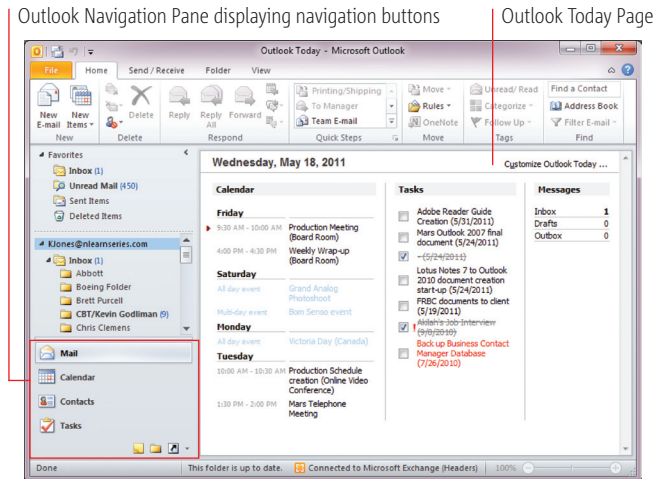 Outlook Navigation Pane displaying navigation buttons
Outlook Today Page
Outlook Today - Microsoft Outlook
File Home Send / Receive Folder View
New E-mail
New Items
New
Delete
Delete
Reply
Reply All
Forward
Respond
Printing/Shipping
To Manager
Team E-mail
Quick Steps
Move
Rules
OneNote
Move
Unread/ Read
Categorize
Follow Up
Tags
Find a Contact
Address Book
Filter E-mail
Find
Favorites
Inbox (1)
Unread Mail (450)
Sent Items
Deleted Items
KJones@nlearnseries.com
Inbox (1)
Abbott
Boeing Folder
Brett Purcell
CBT/Kevin Godliman (9)
Chris Clemens
Mail
Calendar
Contacts
Tasks
Wednesday, May 18, 2011
Customize Outlook Today ...
Calendar
Friday
9:30 AM - 10:00 AM Production Meeting
(Board Room)
4:00 PM - 4:30 PM Weekly Wrap-up
(Board Room)
Saturday
All day event Grand Analog
Photoshoot
Multi-day event Bom Senso event
Monday
All day event Victoria Day (Canada)
Tuesday
10:00 AM - 10:30 AM Production Schedule
creation (Online Video
Conference)
1:30 PM - 2:00 PM Mars Telephone
Meeting
Tasks
Adobe Reader Guide
Creation (5/31/2011)
Mars Outlook 2007 final
document (5/24/2011)
- (5/24/2011)
Lotus Notes 7 to Outlook
2010 document creation
start-up (5/24/2011)
FRBC documents to client
(5/19/2011)
! Job Interview
(9/8/2010)
Back up Business Contact
Manager Database
(7/26/2010)
Messages
Inbox 1
Drafts 0
Outbox 0
Done
This folder is up to date.
Connected to Microsoft Exchange (Headers)
100%